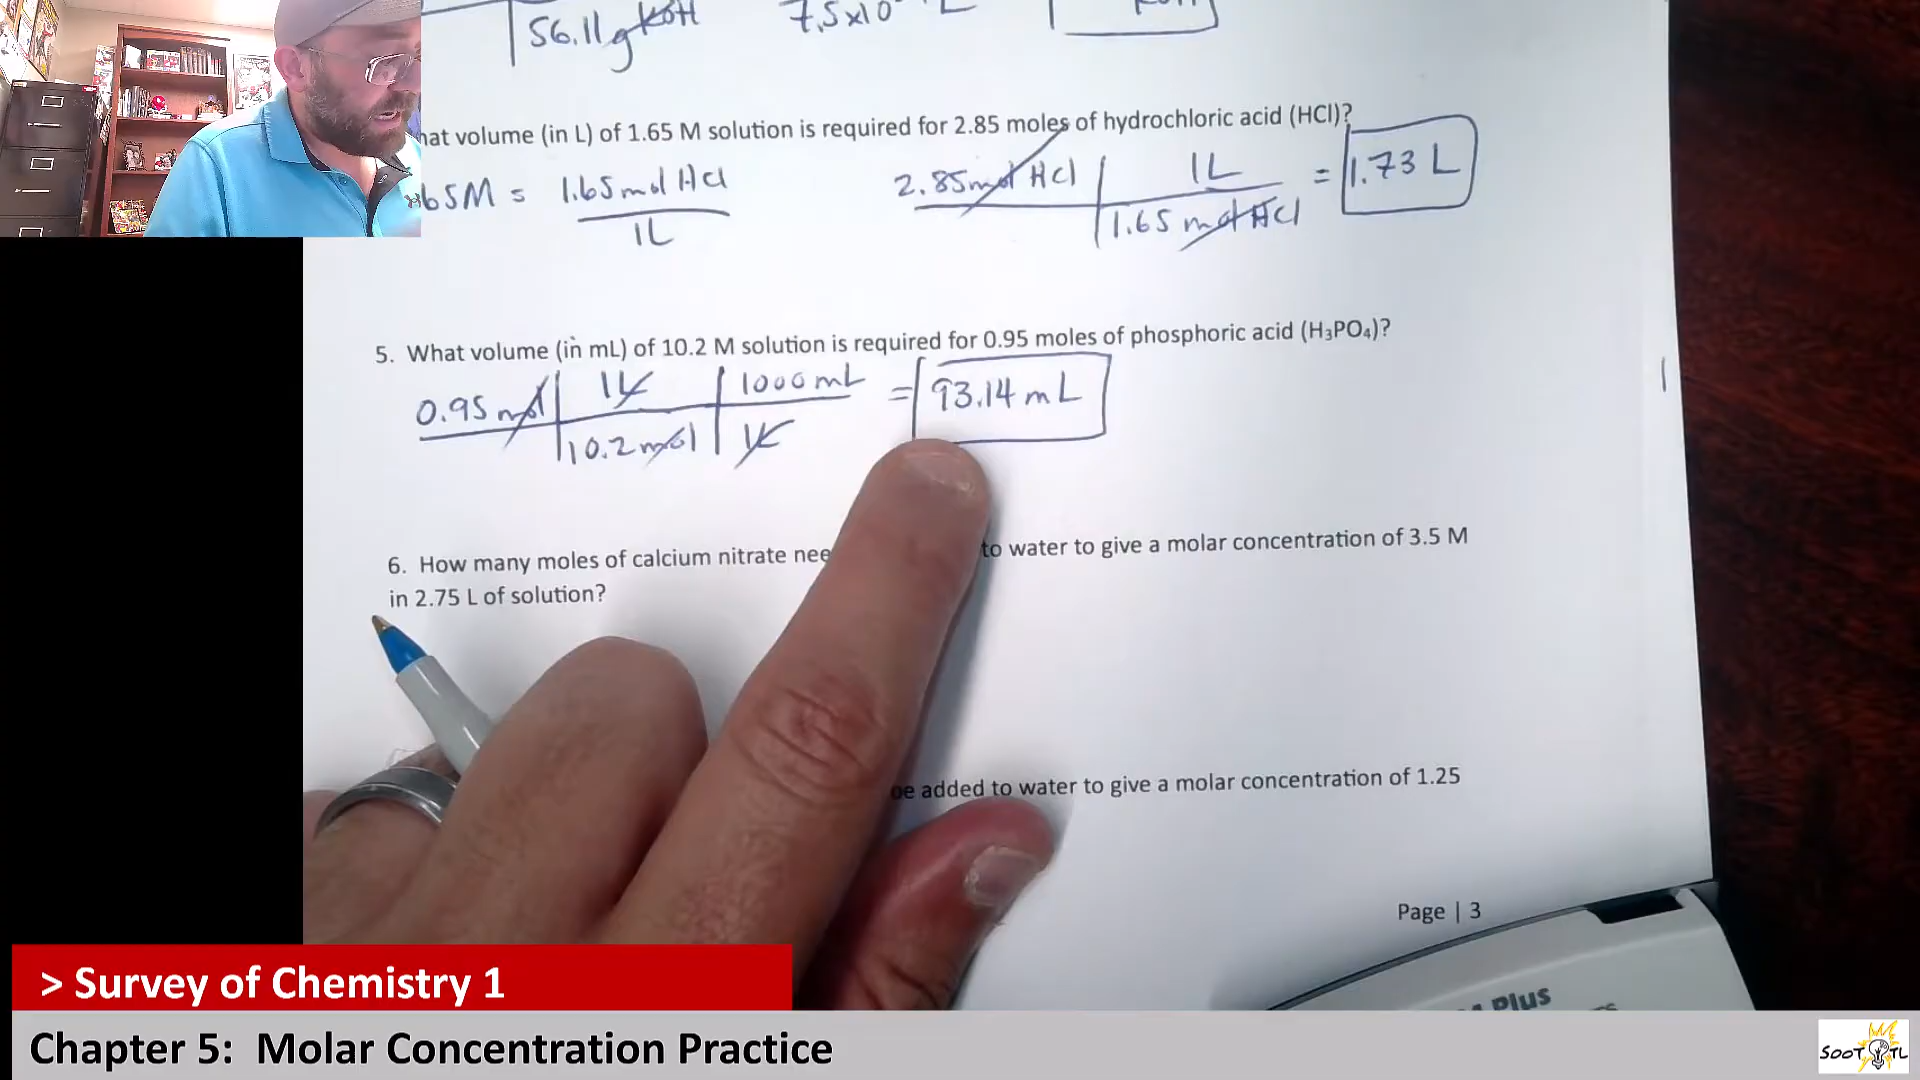 56.11g KOH 7.5x10 L
hat volume (in L) of 1.65 M solution is required for 2.85 moles of hydrochloric acid (HCl)?
65M = 1.65 mol HCl / 1L
2.85 mol HCl | 1L / 1.65 mol HCl = 1.73 L
5. What volume (in mL) of 10.2 M solution is required for 0.95 moles of phosphoric acid (H₃PO₄)?
0.95 mol | 1L | 1000 mL = 93.14 mL
10.2 mol | 1L
6. How many moles of calcium nitrate nee to water to give a molar concentration of 3.5 M
in 2.75 L of solution?
be added to water to give a molar concentration of 1.25
Page | 3
Plus
> Survey of Chemistry 1
Chapter 5: Molar Concentration Practice
SOOT TL